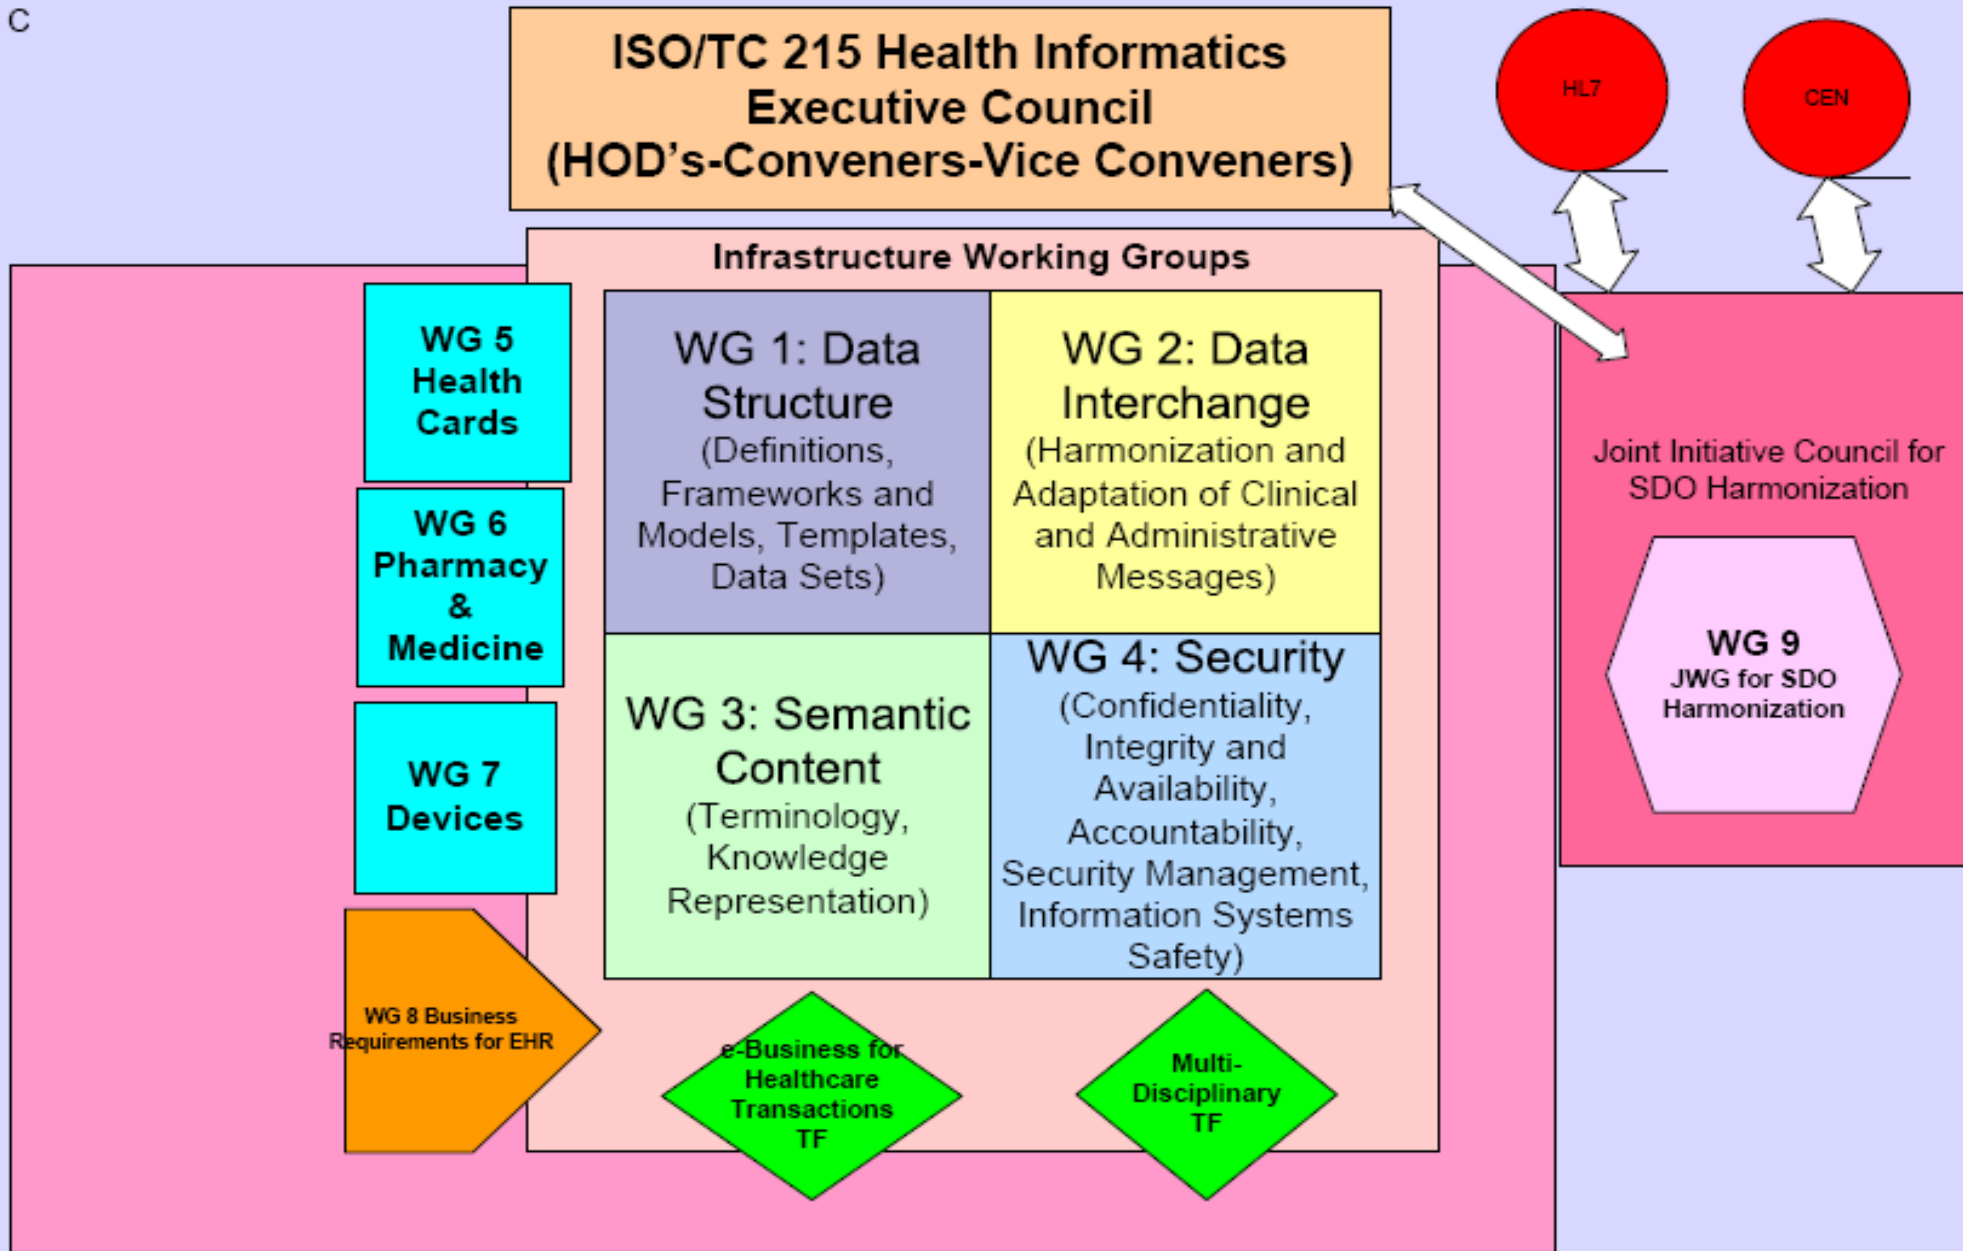 C
ISO/TC 215 Health Informatics
Executive Council
(HOD's-Conveners-Vice Conveners)
HL7
CEN
Infrastructure Working Groups
WG 5
Health
Cards
WG 6
Pharmacy
&
Medicine
WG 7
Devices
WG 8 Business
Requirements for EHR
WG 1: Data
Structure
(Definitions,
Frameworks and
Models, Templates,
Data Sets)
WG 2: Data
Interchange
(Harmonization and
Adaptation of Clinical
and Administrative
Messages)
WG 3: Semantic
Content
(Terminology,
Knowledge
Representation)
WG 4: Security
(Confidentiality,
Integrity and
Availability,
Accountability,
Security Management,
Information Systems
Safety)
e-Business for
Healthcare
Transactions
TF
Multi-
Disciplinary
TF
Joint Initiative Council for
SDO Harmonization
WG 9
JWG for SDO
Harmonization